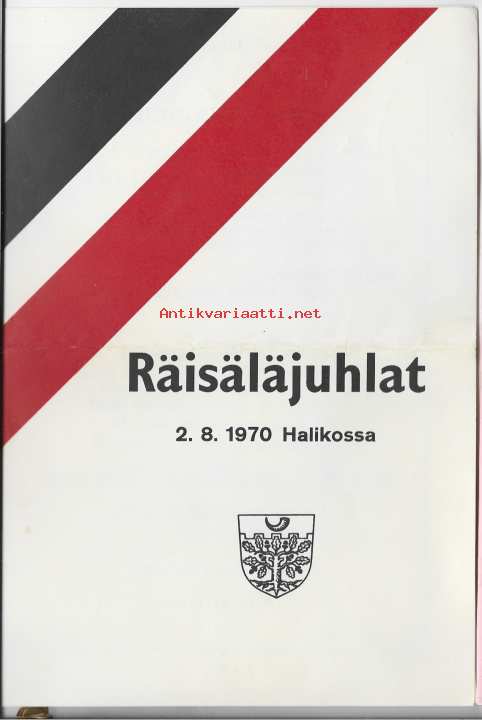 Antikvariaatti.net
Räisäläjuhlat
2. 8. 1970 Halikossa